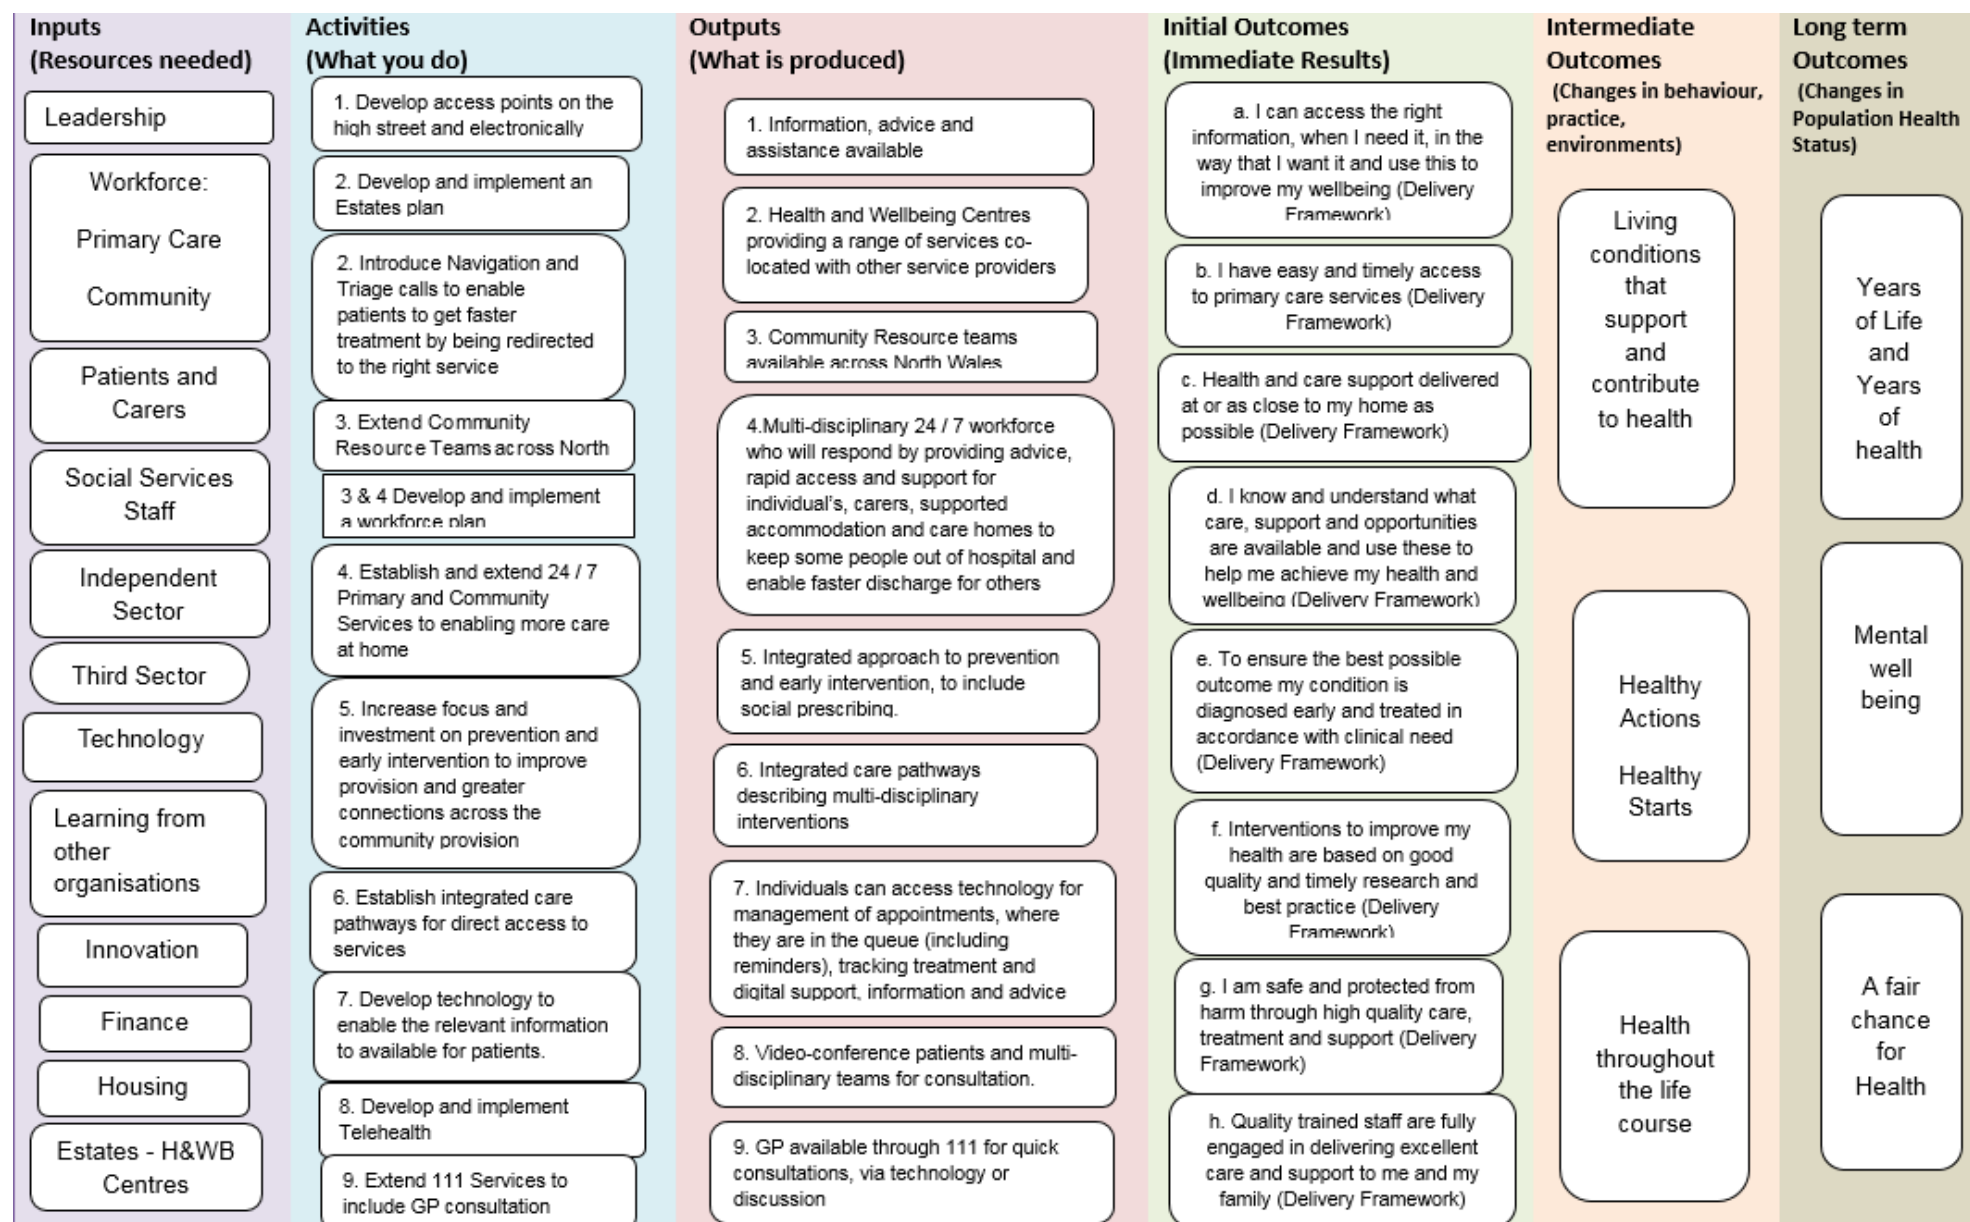 Inputs
(Resources needed)
Leadership
Workforce:
Primary Care
Community
Patients and
Carers
Social Services
Staff
Independent
Sector
Third Sector
Technology
Learning from
other
organisations
Innovation
Finance
Housing
Estates - H&WB
Centres
Activities
(What you do)
1. Develop access points on the
high street and electronically
2. Develop and implement an
Estates plan
2. Introduce Navigation and
Triage calls to enable
patients to get faster
treatment by being redirected
to the right service
3. Extend Community
Resource Teams across North
3 & 4 Develop and implement
a workforce plan
4. Establish and extend 24 / 7
Primary and Community
Services to enabling more care
at home
5. Increase focus and
investment on prevention and
early intervention to improve
provision and greater
connections across the
community provision
6. Establish integrated care
pathways for direct access to
services
7. Develop technology to
enable the relevant information
to available for patients.
8. Develop and implement
Telehealth
9. Extend 111 Services to
include GP consultation
Outputs
(What is produced)
1. Information, advice and
assistance available
2. Health and Wellbeing Centres
providing a range of services co-
located with other service providers
3. Community Resource teams
available across North Wales
4.Multi-disciplinary 24 / 7 workforce
who will respond by providing advice,
rapid access and support for
individual's, carers, supported
accommodation and care homes to
keep some people out of hospital and
enable faster discharge for others
5. Integrated approach to prevention
and early intervention, to include
social prescribing.
6. Integrated care pathways
describing multi-disciplinary
interventions
7. Individuals can access technology for
management of appointments, where
they are in the queue (including
reminders), tracking treatment and
digital support, information and advice
8. Video-conference patients and multi-
disciplinary teams for consultation.
9. GP available through 111 for quick
consultations, via technology or
discussion
Initial Outcomes
(Immediate Results)
a. I can access the right
information, when I need it, in the
way that I want it and use this to
improve my wellbeing (Delivery
Framework)
b. I have easy and timely access
to primary care services (Delivery
Framework)
c. Health and care support delivered
at or as close to my home as
possible (Delivery Framework)
d. I know and understand what
care, support and opportunities
are available and use these to
help me achieve my health and
wellbeing (Delivery Framework)
e. To ensure the best possible
outcome my condition is
diagnosed early and treated in
accordance with clinical need
(Delivery Framework)
f. Interventions to improve my
health are based on good
quality and timely research and
best practice (Delivery
Framework)
g. I am safe and protected from
harm through high quality care,
treatment and support (Delivery
Framework)
h. Quality trained staff are fully
engaged in delivering excellent
care and support to me and my
family (Delivery Framework)
Intermediate
Outcomes
(Changes in behaviour,
practice,
environments)
Living
conditions
that
support
and
contribute
to health
Healthy
Actions
Healthy
Starts
Health
throughout
the life
course
Long term
Outcomes
(Changes in
Population Health
Status)
Years
of Life
and
Years
of
health
Mental
well
being
A fair
chance
for
Health